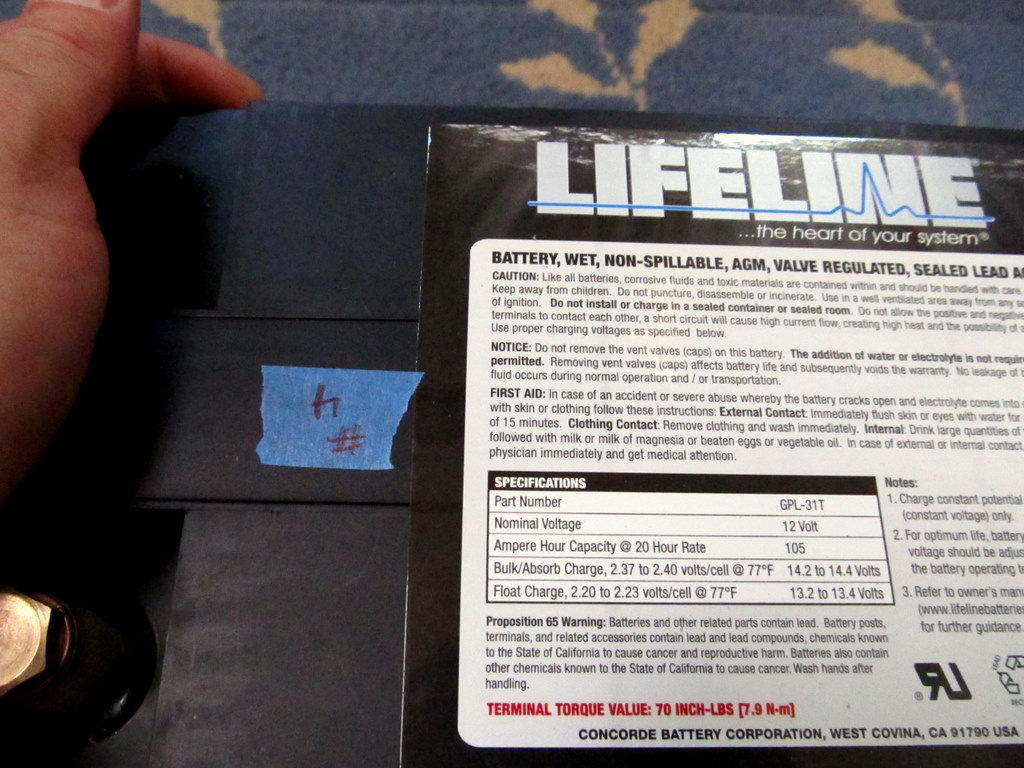 LIFELINE
...the heart of your system®
BATTERY, WET, NON-SPILLABLE, AGM, VALVE REGULATED, SEALED LEAD
CAUTION: Like all batteries, corrosive fluids and toxic materials are contained within and should be handled with care.
Keep away from children. Do not puncture, disassemble or incinerate. Use in a well ventilated area away from any
of ignition. Do not install or charge in a sealed container or sealed room. Do not allow the positive and negative
terminals to contact each other, a short circuit will cause high current flow, creating high heat and the possibility of
Use proper charging voltages as specified below.
NOTICE: Do not remove the vent valves (caps) on this battery. The addition of water or electrolyte is not
permitted. Removing vent valves (caps) affects battery life and subsequently voids the warranty. No leakage of
fluid occurs during normal operation and / or transportation.
FIRST AID: In case of an accident or severe abuse whereby the battery cracks open and electrolyte comes into
with skin or clothing follow these instructions: External Contact: Immediately flush skin or eyes with water for
of 15 minutes. Clothing Contact: Remove clothing and wash immediately. Internal: Drink large quantities of
followed with milk or milk of magnesia or beaten eggs or vegetable oil. In case of external or internal contact,
physician immediately and get medical attention.
4
#
SPECIFICATIONS
Part Number GPL-31T
Nominal Voltage 12 Volt
Ampere Hour Capacity @ 20 Hour Rate 105
Bulk/Absorb Charge, 2.37 to 2.40 volts/cell @ 77°F 14.2 to 14.4 Volts
Float Charge, 2.20 to 2.23 volts/cell @ 77°F 13.2 to 13.4 Volts
Notes:
1. Charge constant potential
(constant voltage) only.
2. For optimum life, battery
voltage should be
the battery operating
3. Refer to owner's
(www.lifelinebatteries
for further guidance.
Proposition 65 Warning: Batteries and other related parts contain lead. Battery posts,
terminals, and related accessories contain lead and lead compounds, chemicals known
to the State of California to cause cancer and reproductive harm. Batteries also contain
other chemicals known to the State of California to cause cancer. Wash hands after
handling.
TERMINAL TORQUE VALUE: 70 INCH-LBS [7.9 N-m]
CONCORDE BATTERY CORPORATION, WEST COVINA, CA 91790 USA